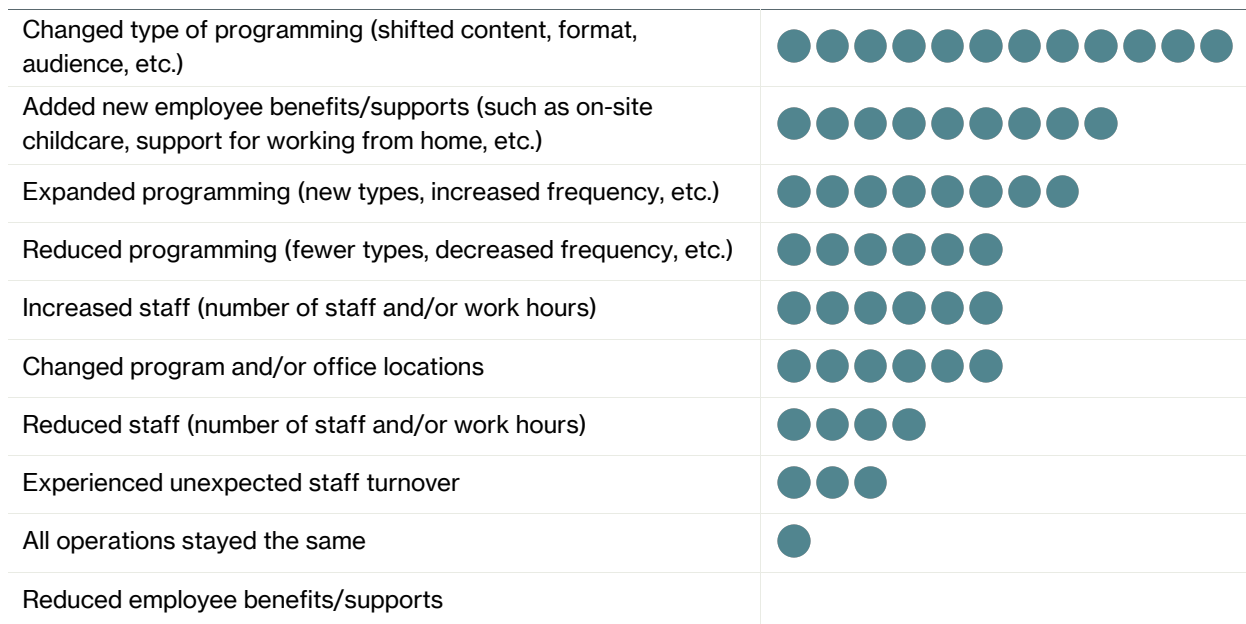 Changed type of programming (shifted content, format,
audience, etc.)
Added new employee benefits/supports (such as on-site
childcare, support for working from home, etc.)
Expanded programming (new types, increased frequency, etc.)
Reduced programming (fewer types, decreased frequency, etc.)
Increased staff (number of staff and/or work hours)
Changed program and/or office locations
Reduced staff (number of staff and/or work hours)
Experienced unexpected staff turnover
All operations stayed the same
Reduced employee benefits/supports